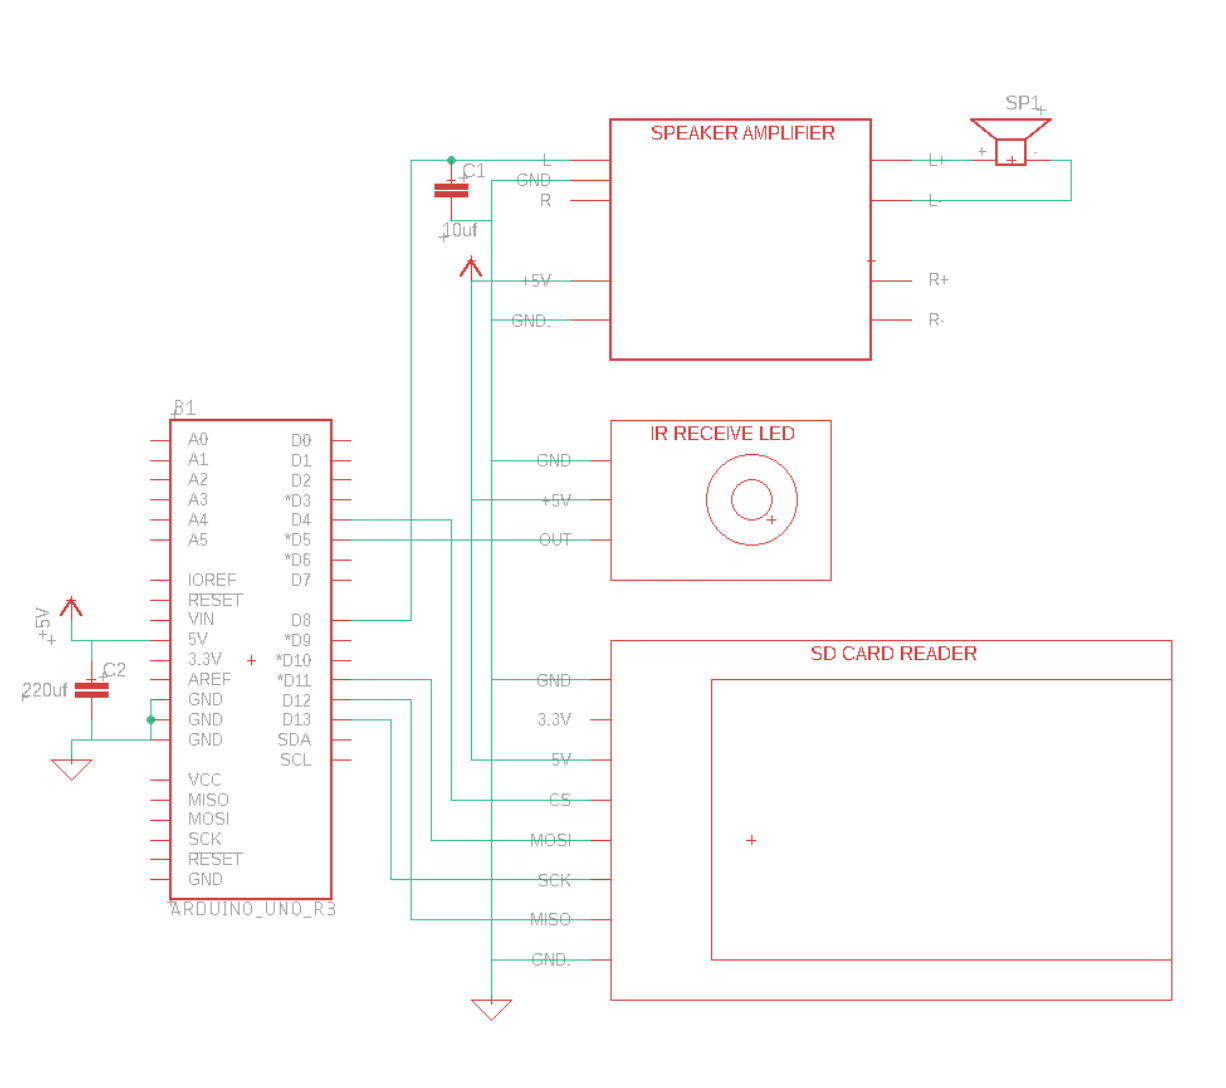 SP1
SPEAKER AMPLIFIER
+ -
L
GND
R
+5V
GND.
L+
L-
R+
R-
C1
10uf
B1
A0
A1
A2
A3
A4
A5
IOREF
RESET
VIN
5V
3.3V
AREF
GND
GND
GND
VCC
MISO
MOSI
SCK
RESET
GND
D0
D1
D2
*D3
D4
*D5
*D6
D7
D8
*D9
*D10
*D11
D12
D13
SDA
SCL
ARDUINO_UNO_R3
+5V
C2
220uf
IR RECEIVE LED
GND
+5V
OUT
SD CARD READER
GND
3.3V
5V
CS
MOSI
SCK
MISO
GND.